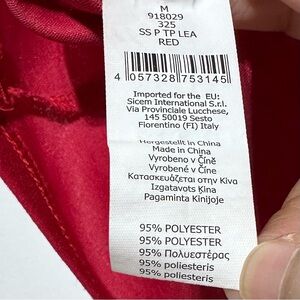 M
918029
325
SS P TP LEA
RED
4 057328 753145
Imported for the EU:
Sicem International S.r.l.
Via Provinciale Lucchese,
145 50019 Sesto
Fiorentino (FI) Italy
Hergestellt in China
Made in China
Vyrobeno v Číně
Vyrobené v Číne
Κατασκευάζεται στην Κίνα
Izgatavots Ķīna
Pagaminta Kinijoje
95% POLYESTER
95% POLYESTER
95% Πολυεστέρας
95% poliesteris
95% poliesteris